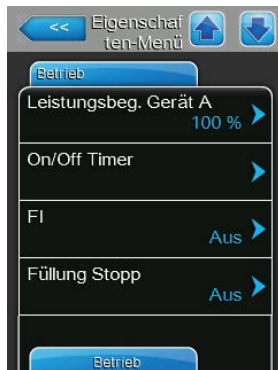 <<
Eigenschaf
ten-Menü
Betrieb
Leistungsbeg. Gerät A
100 %
On/Off Timer
FI
Aus
Füllung Stopp
Aus
Betrieb